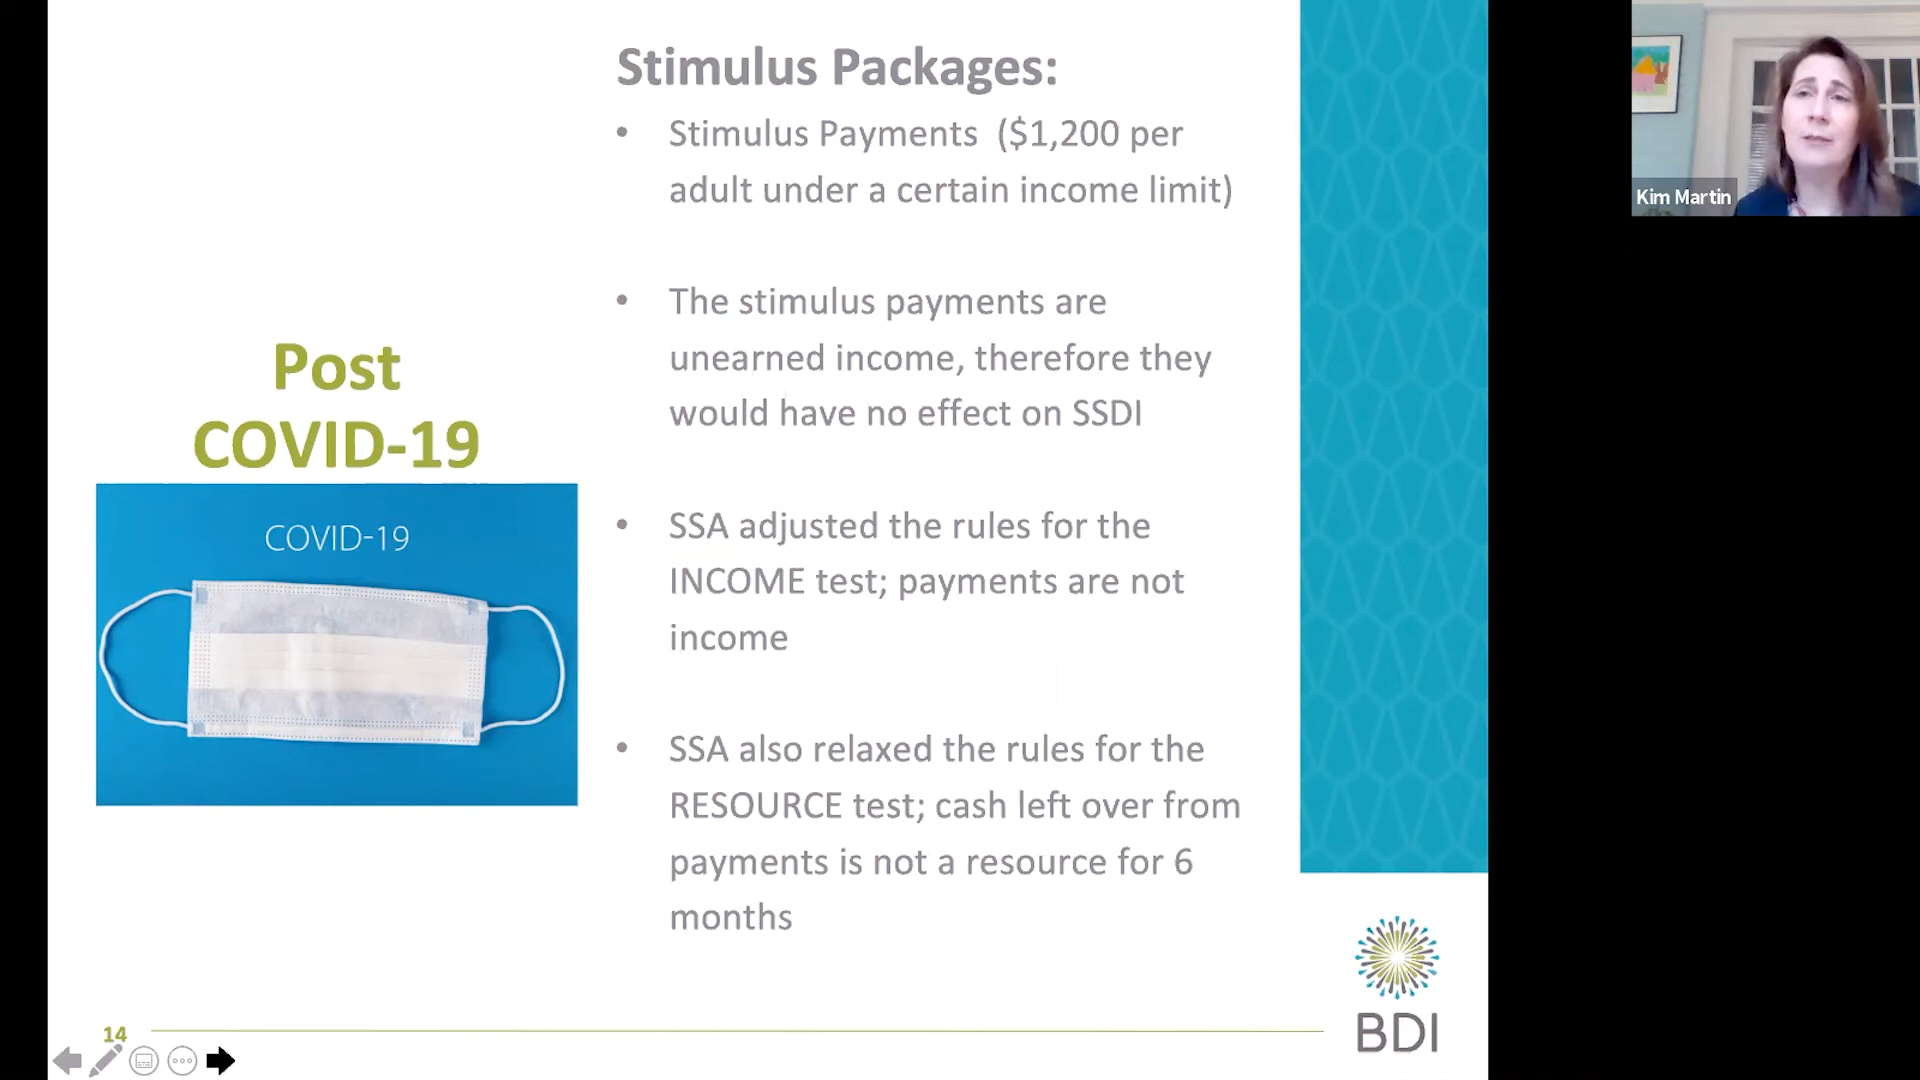 Stimulus Packages:
• Stimulus Payments  ($1,200 per
adult under a certain income limit)
• The stimulus payments are
unearned income, therefore they
would have no effect on SSDI
• SSA adjusted the rules for the
INCOME test; payments are not
income
• SSA also relaxed the rules for the
RESOURCE test; cash left over from
payments is not a resource for 6
months
Post
COVID-19
COVID-19
14
BDI
Kim Martin